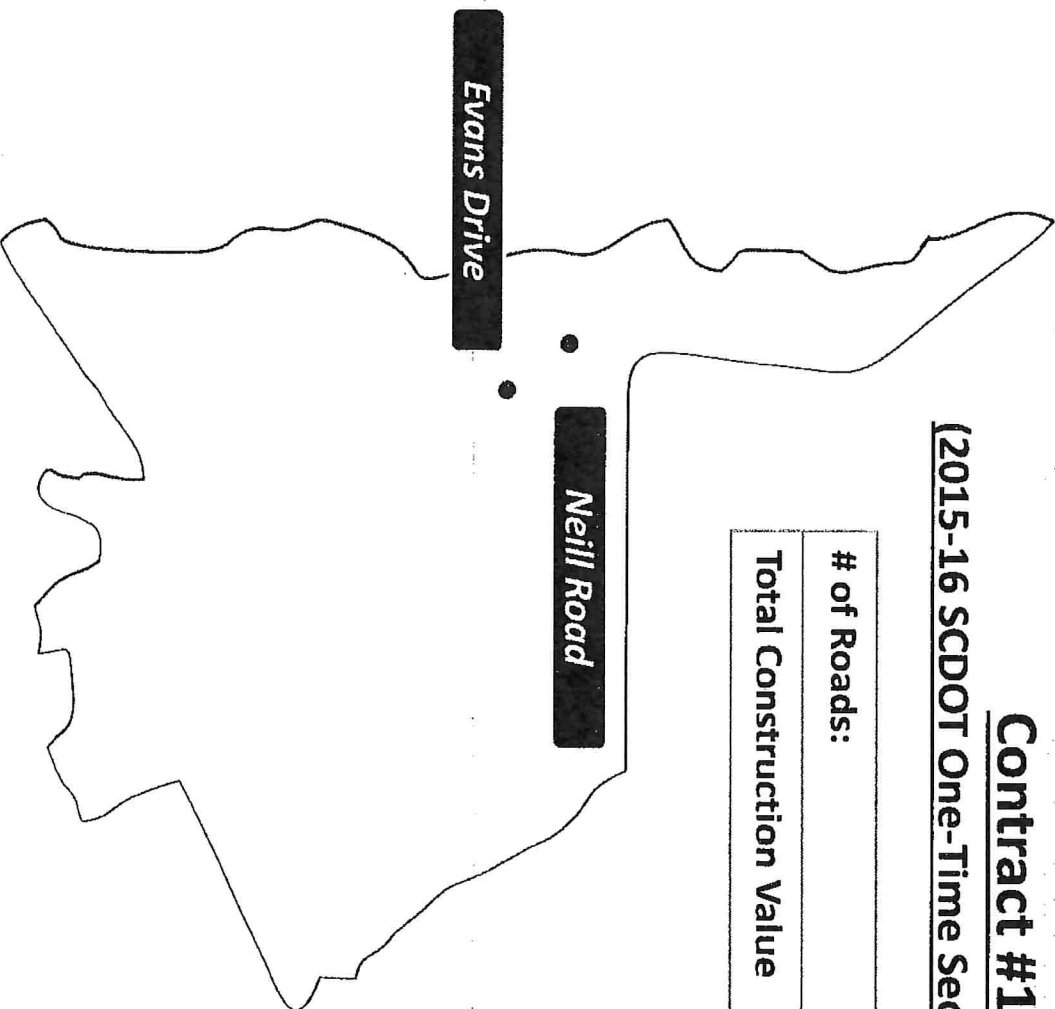 Contract #1
(2015-16 SCDOT One-Time Sec
# of Roads:
Total Construction Value
Neill Road
Evans Drive